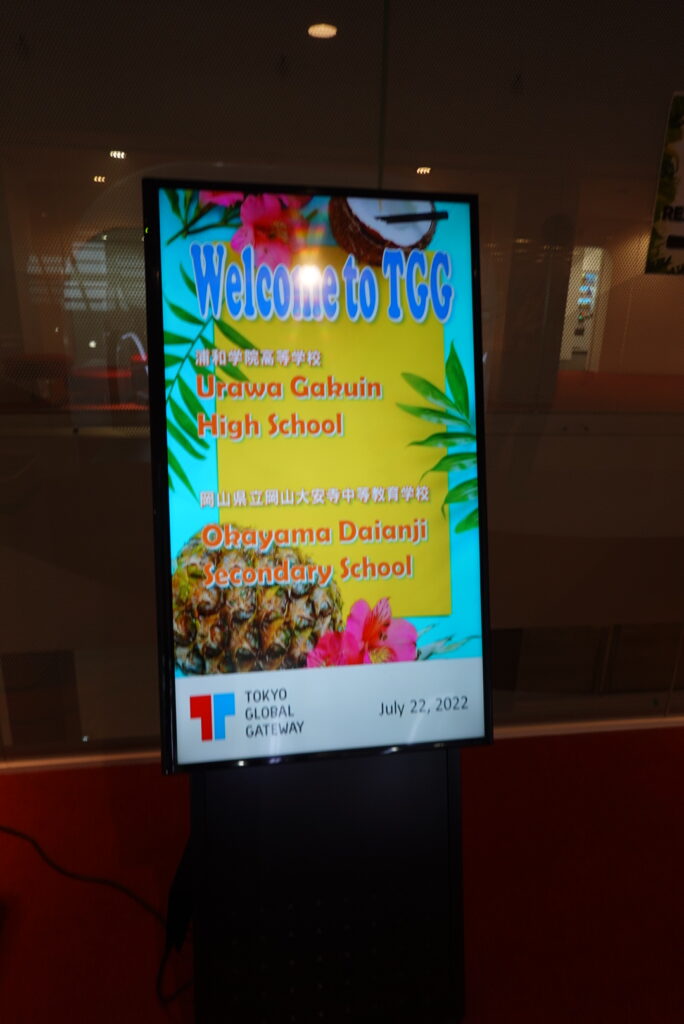 Welcome to TGG
浦和学院高等学校
Urawa Gakuin
High School
岡山県立岡山大安寺中等教育学校
Okayama Daianji
Secondary School
TOKYO
GLOBAL
GATEWAY
July 22, 2022
RE